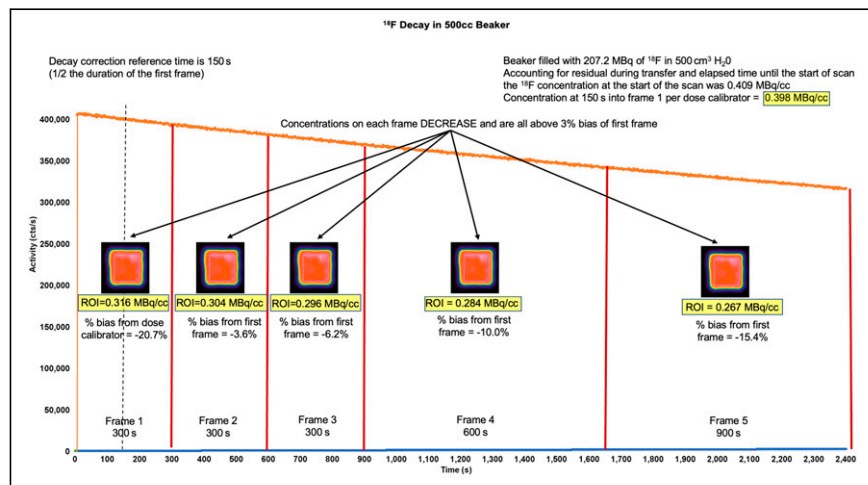 ¹⁸F Decay in 500cc Beaker
Decay correction reference time is 150 s
(1/2 the duration of the first frame)
Beaker filled with 207.2 MBq of ¹⁸F in 500 cm³ H₂0
Accounting for residual during transfer and elapsed time until the start of scan
the ¹⁸F concentration at the start of the scan was 0.409 MBq/cc
Concentration at 150 s into frame 1 per dose calibrator = 0.398 MBq/cc
Concentrations on each frame DECREASE and are all above 3% bias of first frame
Activity (cts/s)
400,000
350,000
300,000
250,000
200,000
150,000
100,000
50,000
0
ROI=0.316 MBq/cc
% bias from dose
calibrator = -20.7%
ROI=0.304 MBq/cc
% bias from first
frame = -3.6%
ROI=0.296 MBq/cc
% bias from first
frame = -6.2%
ROI = 0.284 MBq/cc
% bias from first
frame = -10.0%
ROI = 0.267 MBq/cc
% bias from first
frame = -15.4%
Frame 1
300 s
Frame 2
300 s
Frame 3
300 s
Frame 4
600 s
Frame 5
900 s
0 100 200 300 400 500 600 700 800 900 1,000 1,100 1,200 1,300 1,400 1,500 1,600 1,700 1,800 1,900 2,000 2,100 2,200 2,300 2,400
Time (s)